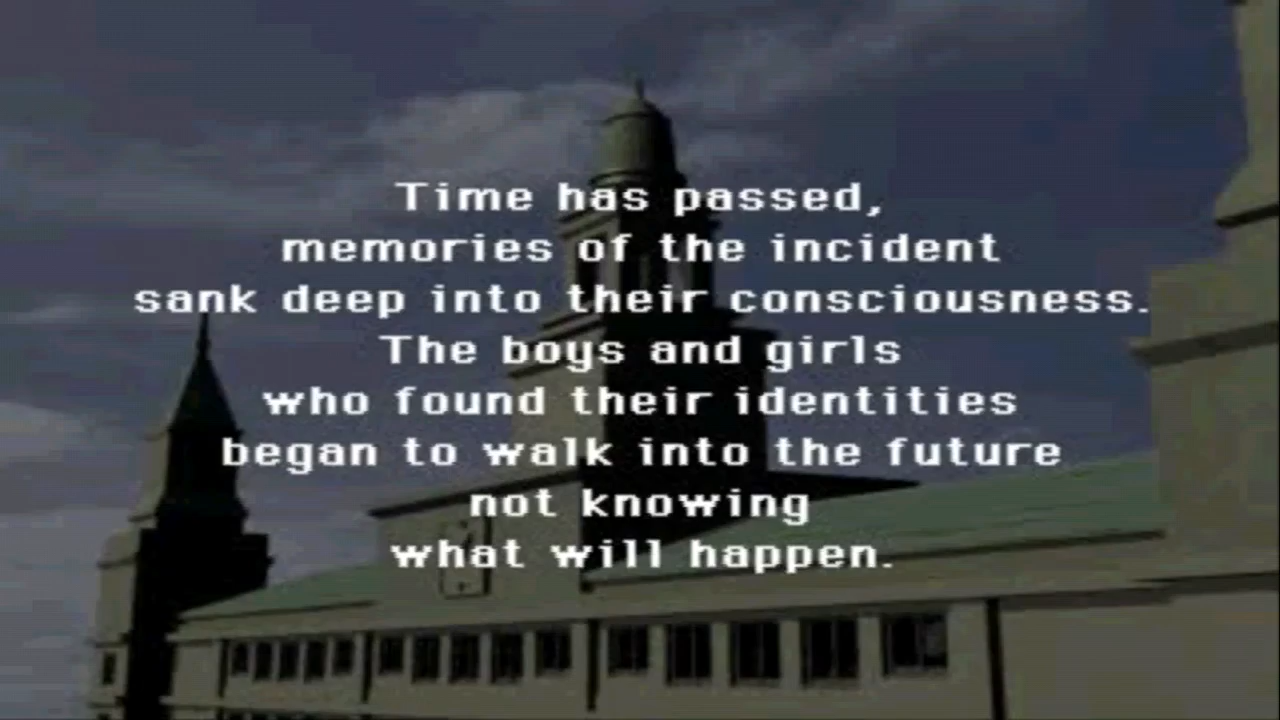 Time has passed,
memories of the incident
sank deep into their consciousness.
The boys and girls
who found their identities
began to walk into the future
not knowing
what will happen.